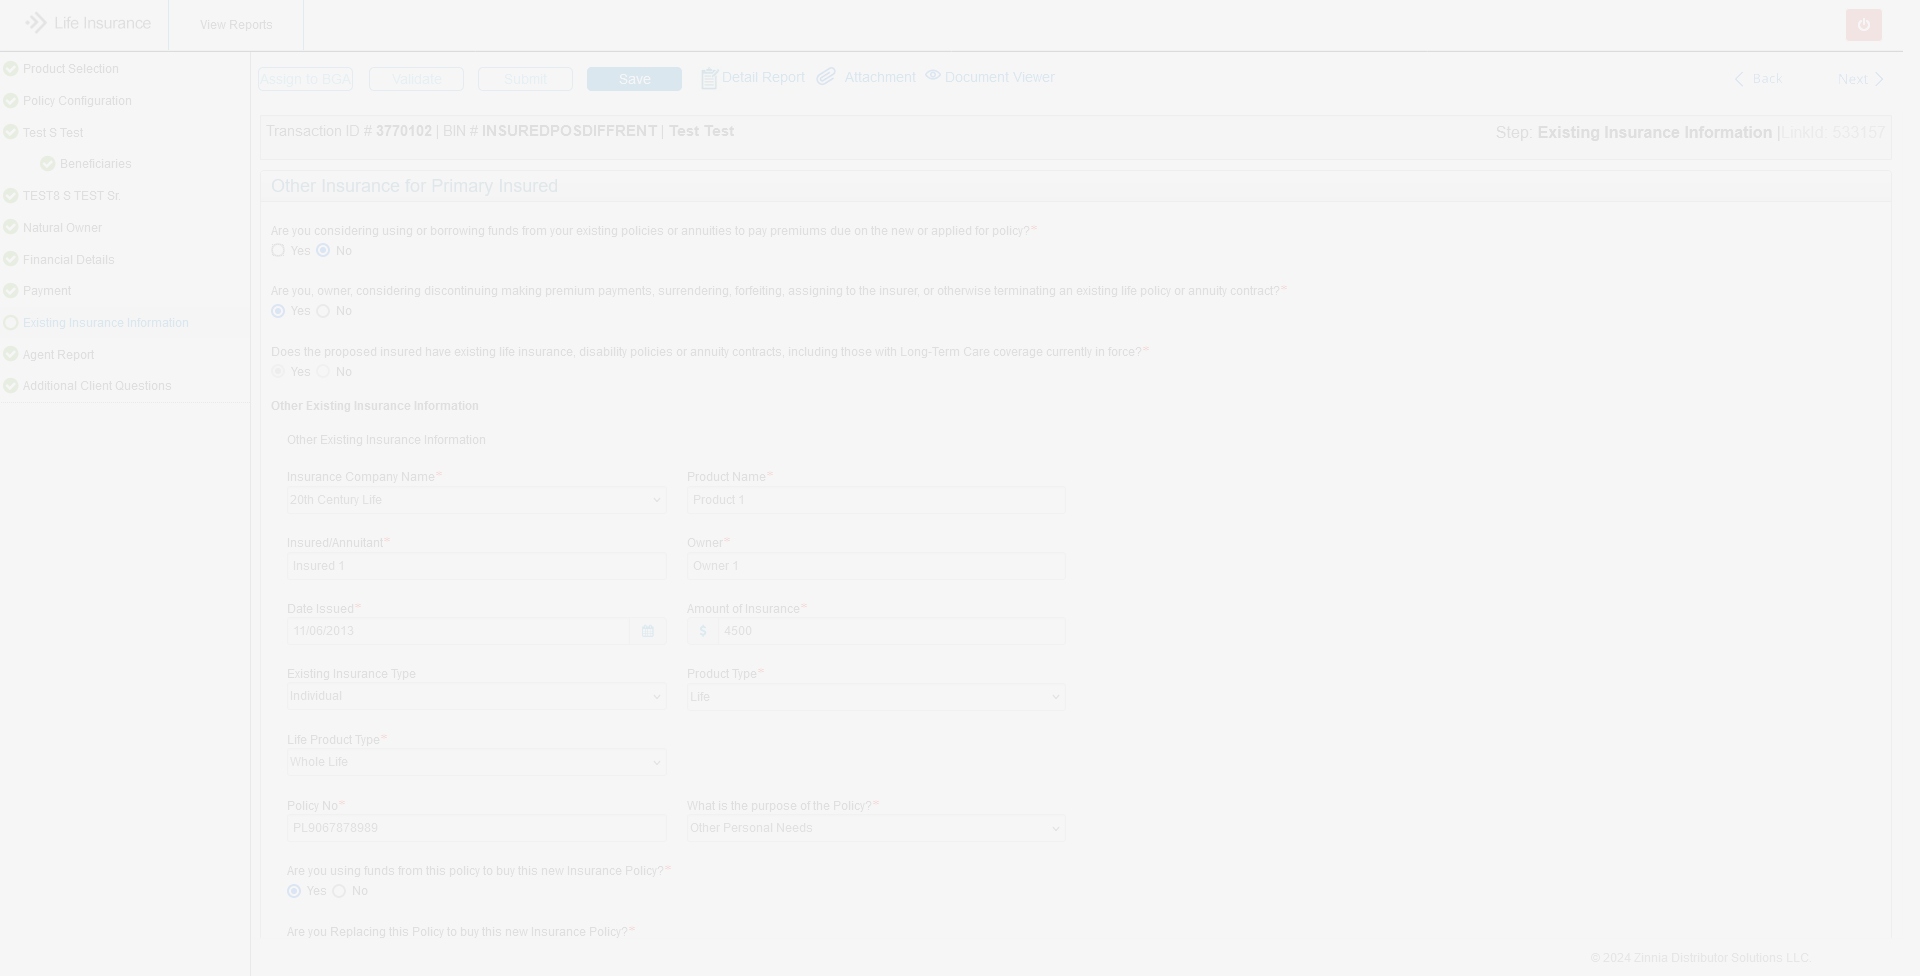 Life Insurance
View Reports
Product Selection
Policy Configuration
Test S Test
Beneficiaries
TEST8 S TEST Sr.
Natural Owner
Financial Details
Payment
Existing Insurance Information
Agent Report
Additional Client Questions
Assign to BGA Validate Submit Save Detail Report Attachment Document Viewer Back Next
Transaction ID # 3770102 | BIN # INSUREDPOSDIFFRENT | Test Test
Step: Existing Insurance Information |LinkId: 533157
Other Insurance for Primary Insured
Are you considering using or borrowing funds from your existing policies or annuities to pay premiums due on the new or applied for policy?*
Yes No
Are you, owner, considering discontinuing making premium payments, surrendering, forfeiting, assigning to the insurer, or otherwise terminating an existing life policy or annuity contract?*
Yes No
Does the proposed insured have existing life insurance, disability policies or annuity contracts, including those with Long-Term Care coverage currently in force?*
Yes No
Other Existing Insurance Information
Other Existing Insurance Information
Insurance Company Name* Product Name*
20th Century Life Product 1
Insured/Annuitant* Owner*
Insured 1 Owner 1
Date Issued* Amount of Insurance*
11/06/2013 $ 4500
Existing Insurance Type Product Type*
Individual Life
Life Product Type*
Whole Life
Policy No* What is the purpose of the Policy?*
PL9067878989 Other Personal Needs
Are you using funds from this policy to buy this new Insurance Policy?*
Yes No
Are you Replacing this Policy to buy this new Insurance Policy?*
© 2024 Zinnia Distributor Solutions LLC